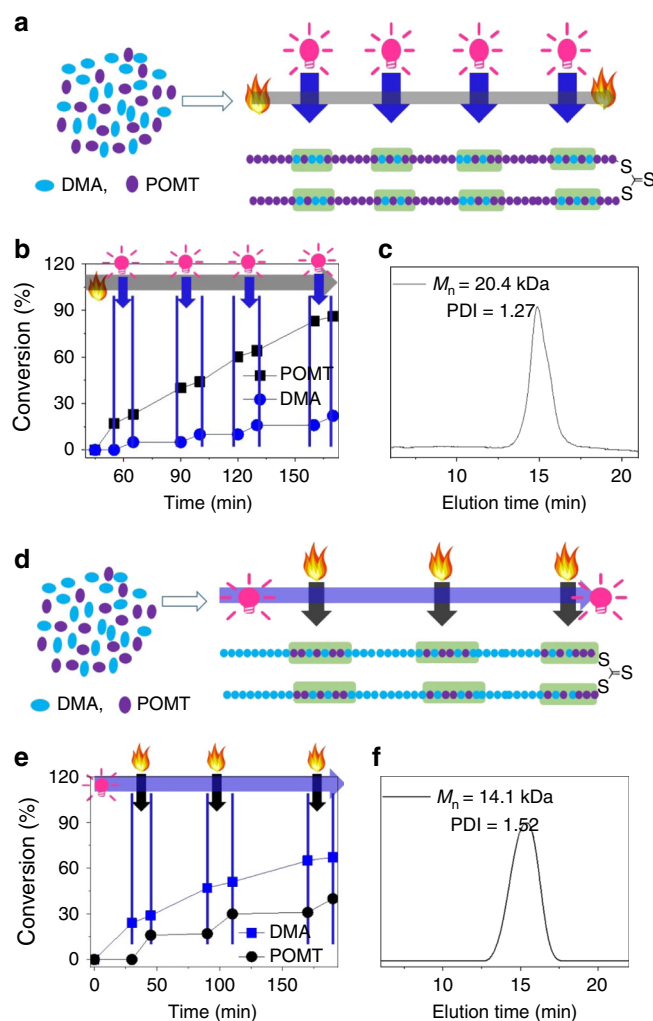 a
DMA, POMT
S
S
S
b
120
90
60
30
0
Conversion (%)
POMT
DMA
60 90 120 150
Time (min)
c
Mn = 20.4 kDa
PDI = 1.27
10 15 20
Elution time (min)
d
DMA, POMT
S
S
S
e
120
90
60
30
0
Conversion (%)
DMA
POMT
0 50 100 150
Time (min)
f
Mn = 14.1 kDa
PDI = 1.52
10 15 20
Elution time (min)